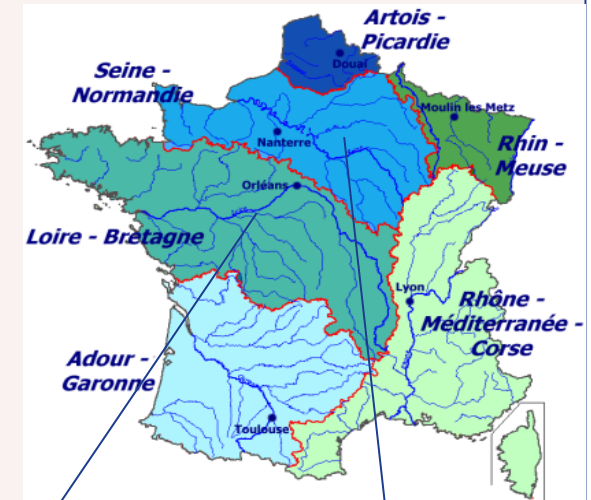 Artois -
Picardie
Douai
Seine -
Normandie
Moulin les Metz
Nanterre
Rhin -
Meuse
Orléans
Loire - Bretagne
Lyon
Rhône -
Méditerranée -
Corse
Adour -
Garonne
Toulouse